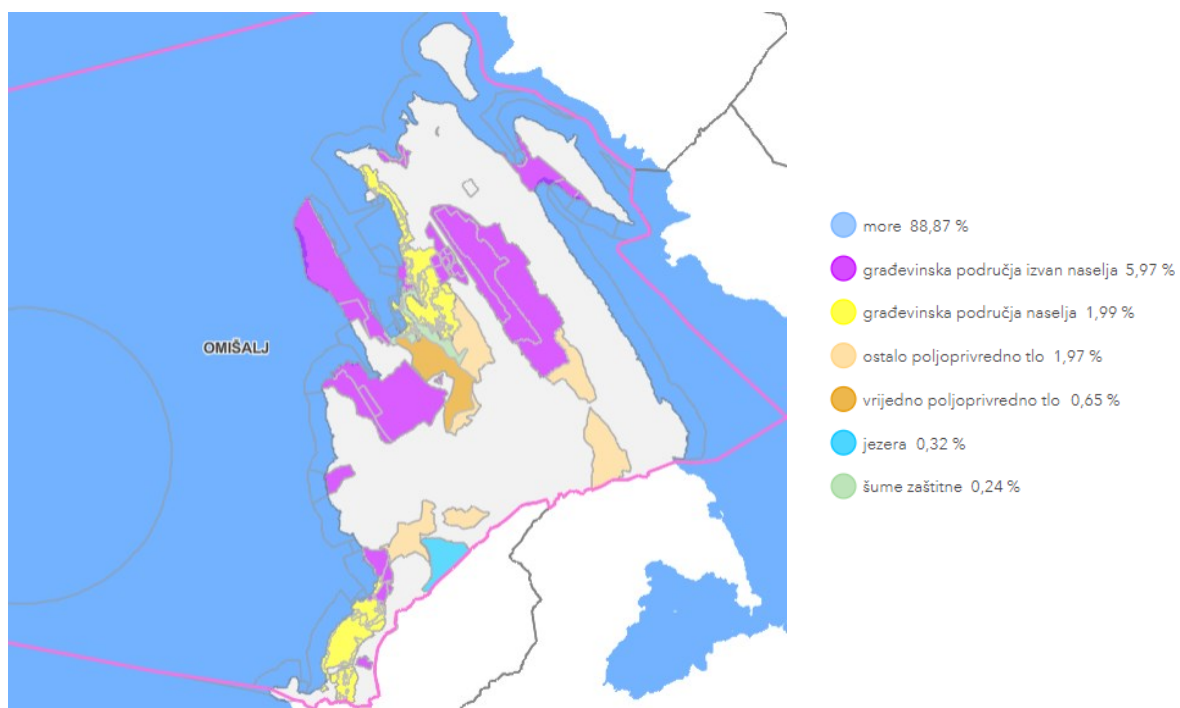 OMIŠALJ
more 88,87 %
građevinska područja izvan naselja 5,97 %
građevinska područja naselja 1,99 %
ostalo poljoprivredno tlo 1,97 %
vrijedno poljoprivredno tlo 0,65 %
jezera 0,32 %
šume zaštitne 0,24 %